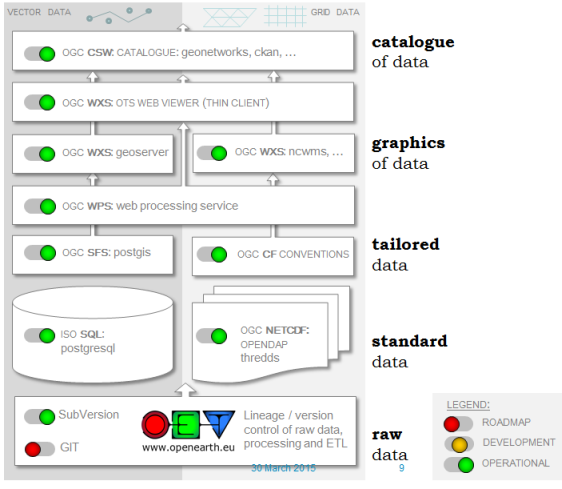 VECTOR DATA
GRID DATA
OGC CSW: CATALOGUE: geonetworks, ckan, ...
catalogue
of data
OGC WXS: OTS WEB VIEWER (THIN CLIENT)
OGC WXS: geoserver
OGC WXS: ncwms, ...
graphics
of data
OGC WPS: web processing service
OGC SFS: postgis
OGC CF CONVENTIONS
tailored
data
ISO SQL:
postgresql
OGC NETCDF:
OPENDAP
thredds
standard
data
SubVersion
GIT
O E T
www.openearth.eu
Lineage / version
control of raw data,
processing and ETL
raw
data
30 March 2015
9
LEGEND:
ROADMAP
DEVELOPMENT
OPERATIONAL